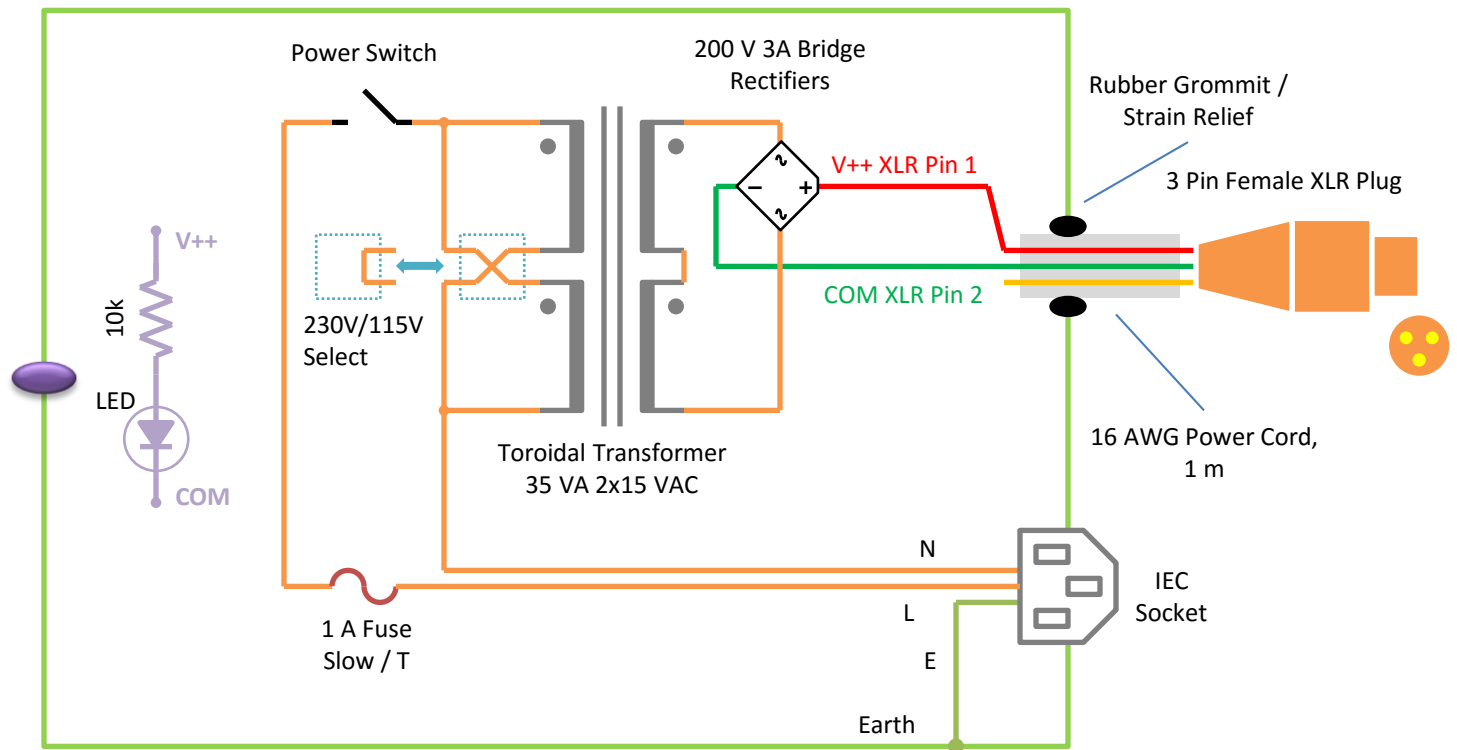 Power Switch
200 V 3A Bridge
Rectifiers
Rubber Grommit /
Strain Relief
V++ XLR Pin 1
3 Pin Female XLR Plug
V++
10k
LED
COM
230V/115V
Select
COM XLR Pin 2
Toroidal Transformer
35 VA 2x15 VAC
16 AWG Power Cord,
1 m
N
L
E
Earth
IEC
Socket
1 A Fuse
Slow / T
~
−
+
~